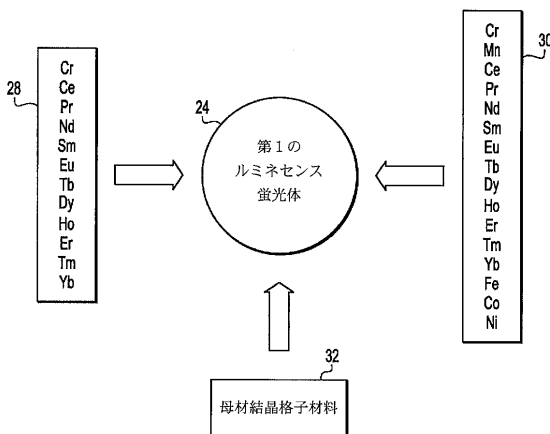 28
Cr
Ce
Pr
Nd
Sm
Eu
Tb
Dy
Ho
Er
Tm
Yb
24
第１の
ルミネセンス
蛍光体
30
Cr
Mn
Ce
Pr
Nd
Sm
Eu
Tb
Dy
Ho
Er
Tm
Yb
Fe
Co
Ni
32
母材結晶格子材料